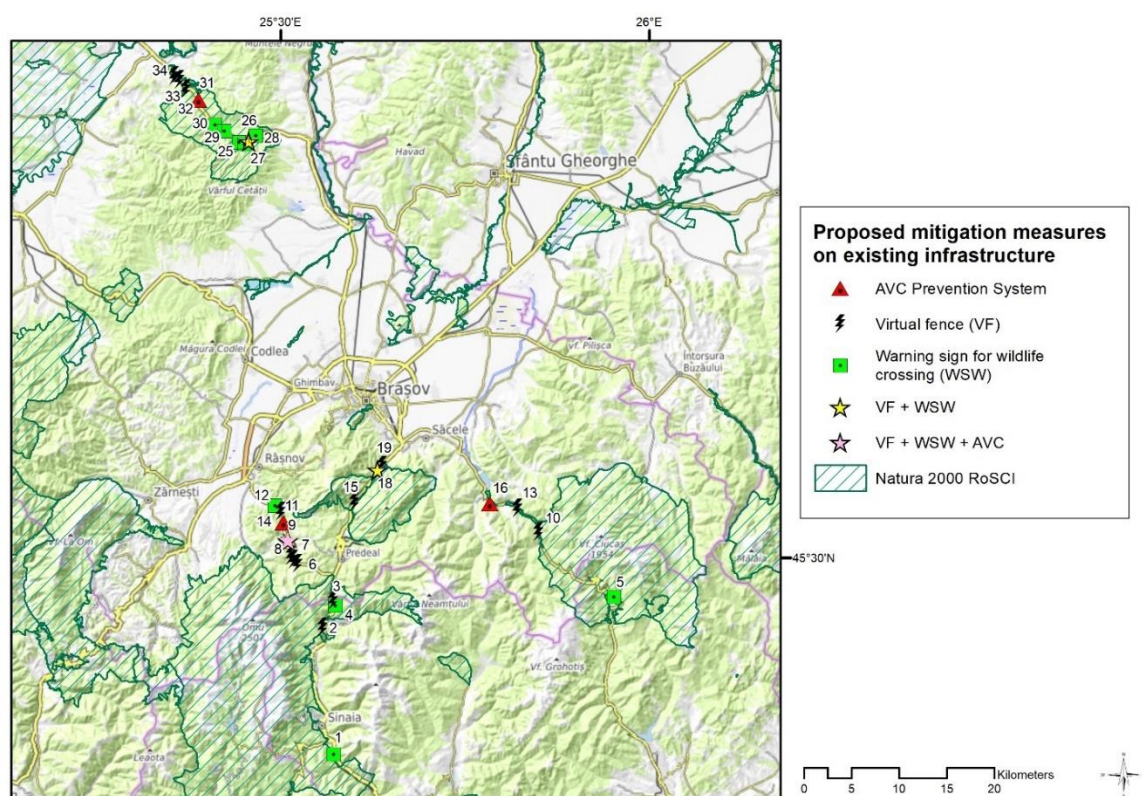 25°30'E
26°E
Muntele Negru
34
31
33
32
26
30
29
28
25
27
Havad
Sfântu Gheorghe
Vârful Cetății
Măgura Codlei
Codlea
vf. Pilișca
Întorsura
Buzăului
Ghimbav
Brașov
Săcele
Râșnov
19
Zărnești
18
12
11
15
16
13
14
9
10
Vf. La Om
8
7
Predeal
Vf. Ciucaș
1954
6
45°30'N
3
5
4
Omu
2507
2
Vf. Grohotiș
Sinaia
1
Leaota
Proposed mitigation measures
on existing infrastructure
AVC Prevention System
Virtual fence (VF)
Warning sign for wildlife
crossing (WSW)
VF + WSW
VF + WSW + AVC
Natura 2000 RoSCI
Kilometers
0 5 10 15 20